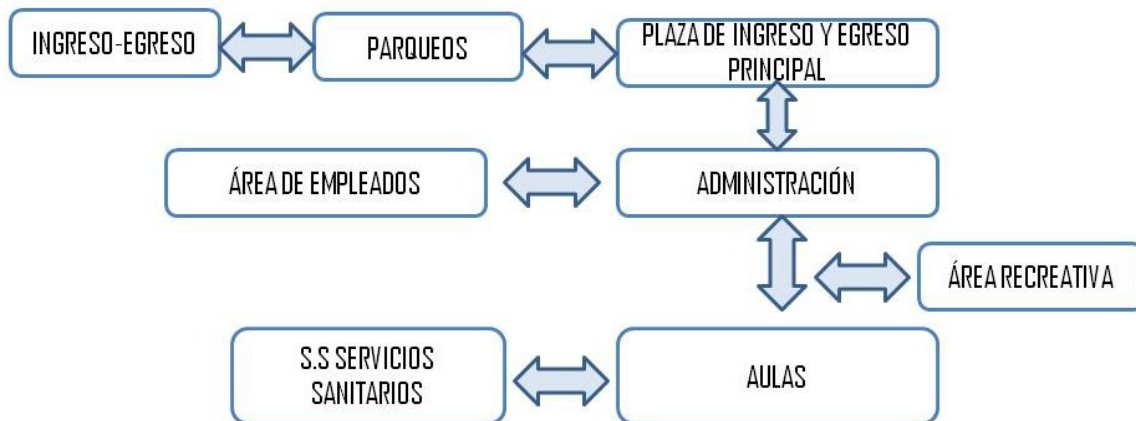 INGRESO-EGRESO
PARQUEOS
PLAZA DE INGRESO Y EGRESO
PRINCIPAL
ÁREA DE EMPLEADOS
ADMINISTRACIÓN
ÁREA RECREATIVA
S.S SERVICIOS
SANITARIOS
AULAS